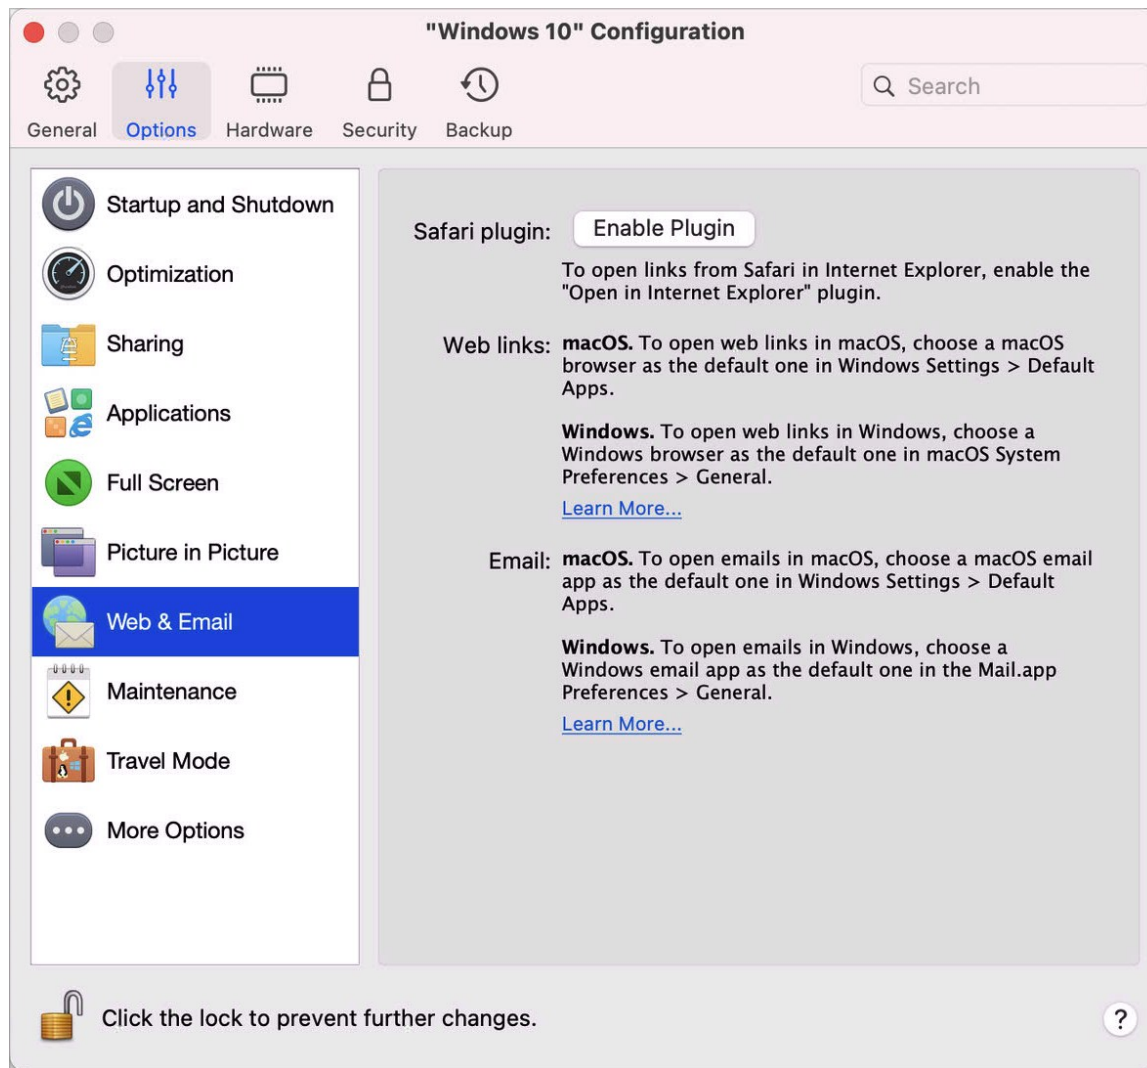 "Windows 10" Configuration
General
Options
Hardware
Security
Backup
Search
Startup and Shutdown
Optimization
Sharing
Applications
Full Screen
Picture in Picture
Web & Email
Maintenance
Travel Mode
More Options
Safari plugin: Enable Plugin
To open links from Safari in Internet Explorer, enable the
"Open in Internet Explorer" plugin.
Web links: macOS. To open web links in macOS, choose a macOS
browser as the default one in Windows Settings > Default
Apps.
Windows. To open web links in Windows, choose a
Windows browser as the default one in macOS System
Preferences > General.
Learn More...
Email: macOS. To open emails in macOS, choose a macOS email
app as the default one in Windows Settings > Default
Apps.
Windows. To open emails in Windows, choose a
Windows email app as the default one in the Mail.app
Preferences > General.
Learn More...
Click the lock to prevent further changes.
?